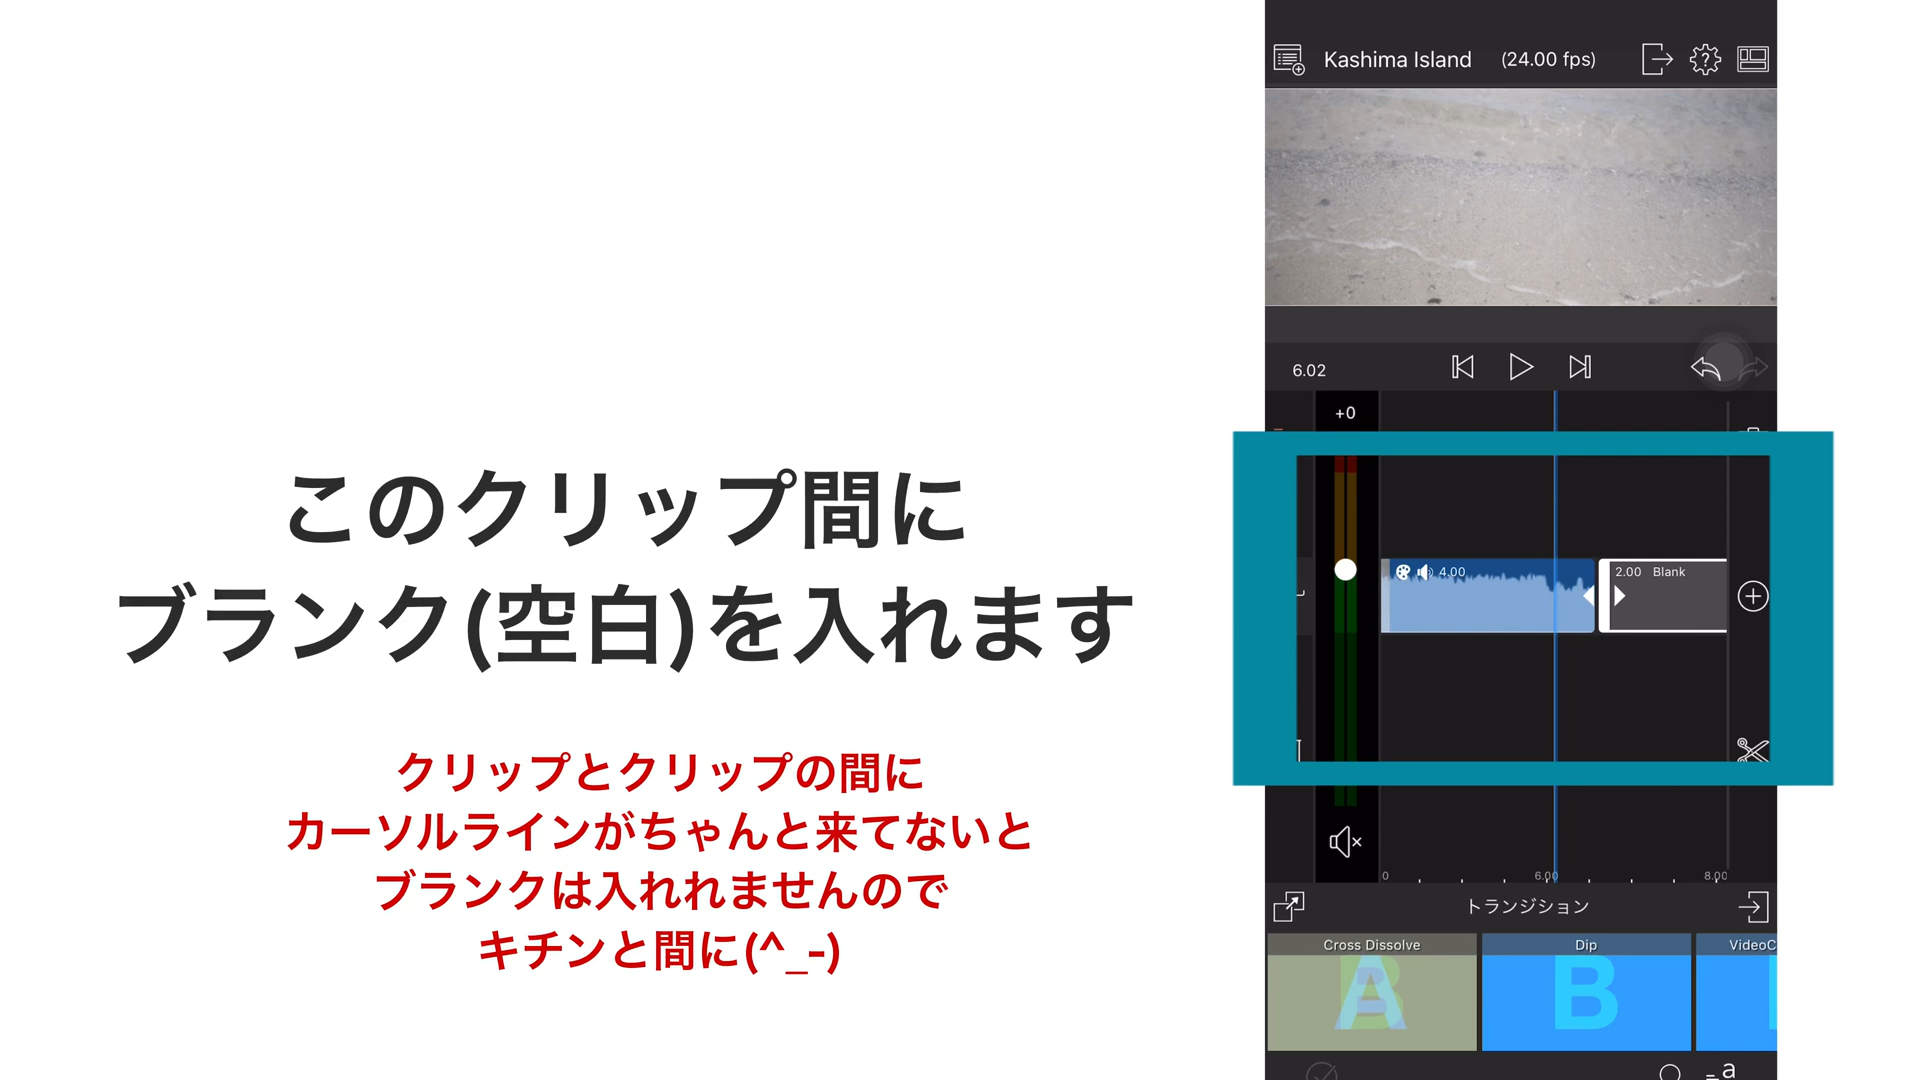 Kashima Island (24.00 fps)
6.02
+0
このクリップ間に
ブランク(空白)を入れます
4.00
2.00 Blank
クリップとクリップの間に
カーソルラインがちゃんと来てないと
ブランクは入れれませんので
キチンと間に(^_-)
0 6.00 8.00
トランジション
Cross Dissolve Dip VideoC
A B B
a